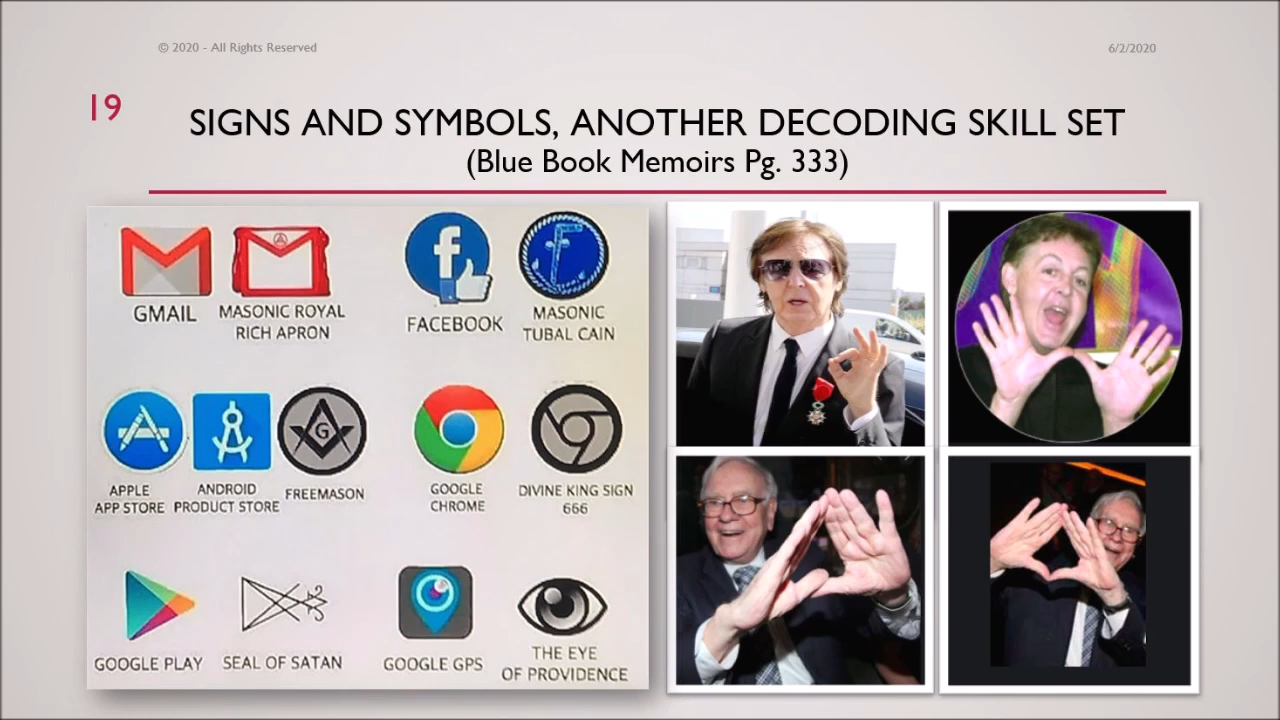 © 2020 - All Rights Reserved
6/2/2020
19
SIGNS AND SYMBOLS, ANOTHER DECODING SKILL SET
(Blue Book Memoirs Pg. 333)
GMAIL
MASONIC ROYAL
RICH APRON
f
FACEBOOK
MASONIC
TUBAL CAIN
APPLE
APP STORE
ANDROID
PRODUCT STORE
G
FREEMASON
GOOGLE
CHROME
DIVINE KING SIGN
666
GOOGLE PLAY
SEAL OF SATAN
GOOGLE GPS
THE EYE
OF PROVIDENCE